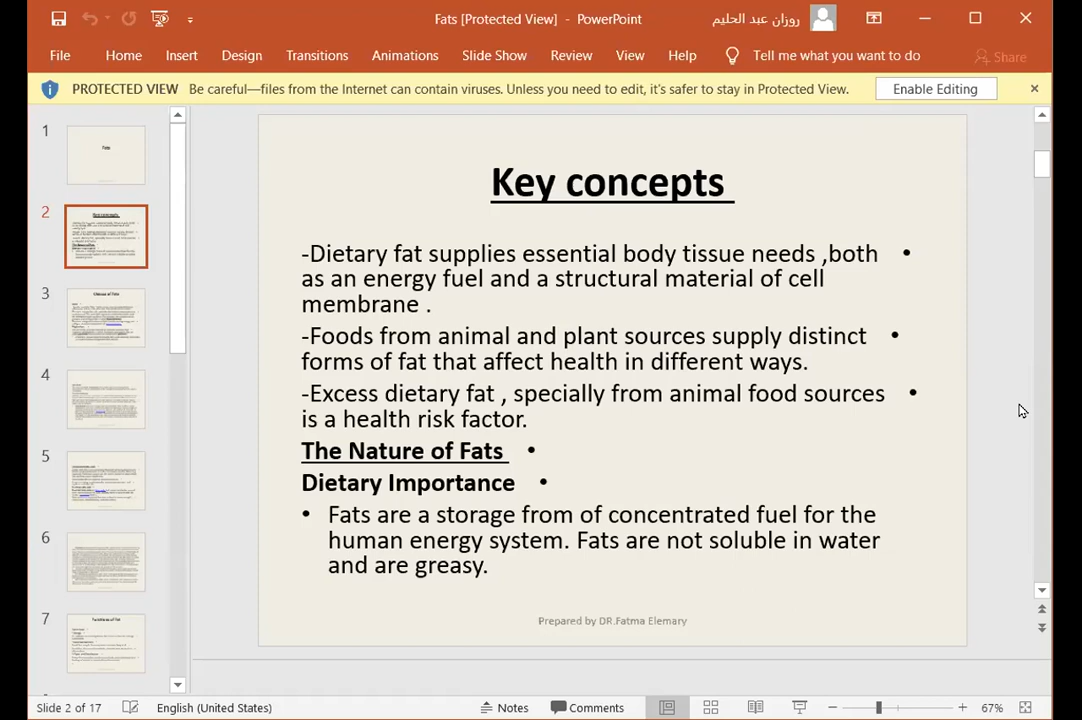 Fats [Protected View] - PowerPoint
روزان عبد الحليم
File Home Insert Design Transitions Animations Slide Show Review View Help Tell me what you want to do Share
PROTECTED VIEW Be careful—files from the Internet can contain viruses. Unless you need to edit, it's safer to stay in Protected View. Enable Editing
1
2
3
4
5
6
7
Key concepts
-Dietary fat supplies essential body tissue needs ,both •
as an energy fuel and a structural material of cell
membrane .
-Foods from animal and plant sources supply distinct •
forms of fat that affect health in different ways.
-Excess dietary fat , specially from animal food sources •
is a health risk factor.
The Nature of Fats •
Dietary Importance •
• Fats are a storage from of concentrated fuel for the
human energy system. Fats are not soluble in water
and are greasy.
Prepared by DR.Fatma Elemary
Slide 2 of 17 English (United States) Notes Comments 67%